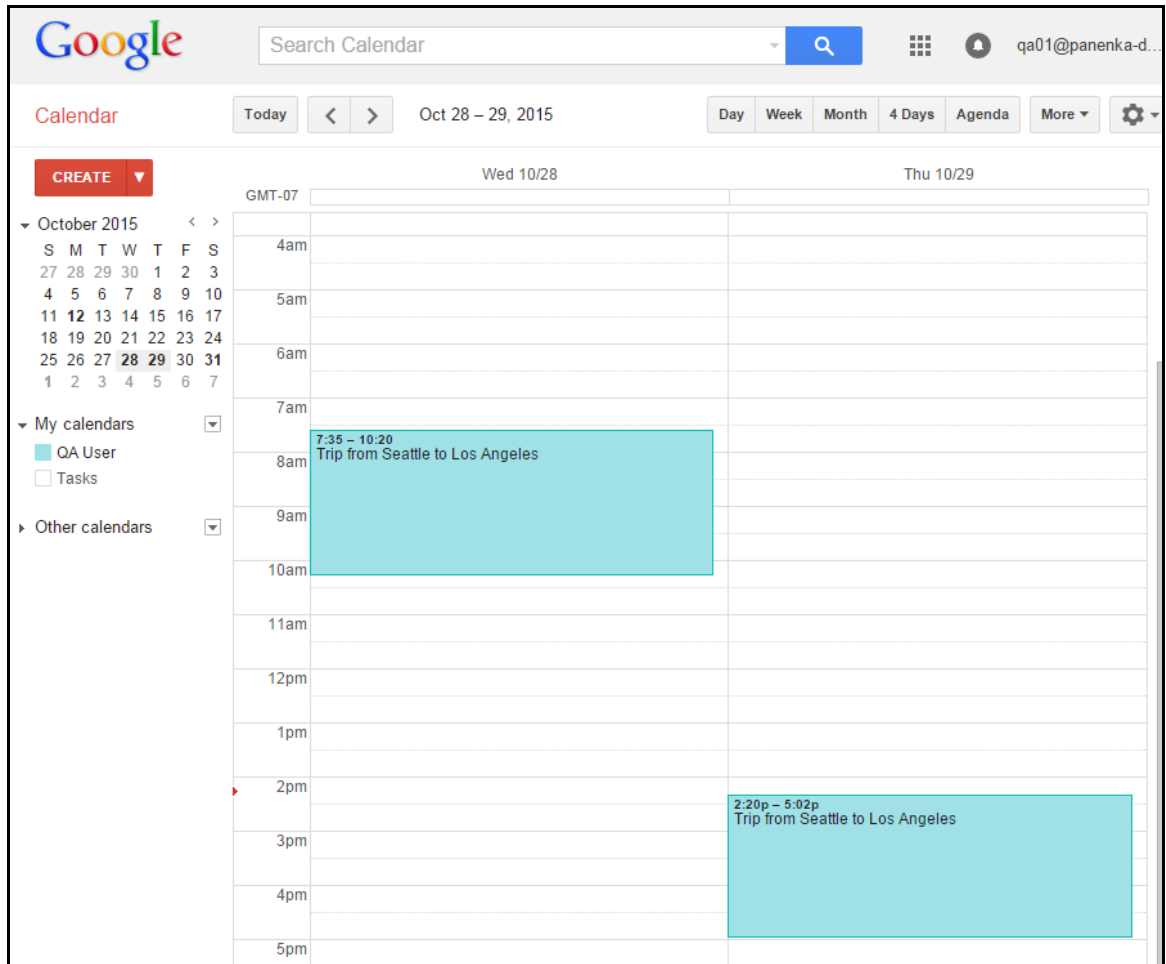 Google
Search Calendar
qa01@panenka-d...
Calendar
Today
Oct 28 – 29, 2015
Day Week Month 4 Days Agenda
More
CREATE
Wed 10/28 Thu 10/29
GMT-07
October 2015
S M T W T F S
27 28 29 30 1 2 3
4 5 6 7 8 9 10
11 12 13 14 15 16 17
18 19 20 21 22 23 24
25 26 27 28 29 30 31
1 2 3 4 5 6 7
My calendars
QA User
Tasks
Other calendars
4am
5am
6am
7am
7:35 – 10:20
Trip from Seattle to Los Angeles
8am
9am
10am
11am
12pm
1pm
2pm
2:20p – 5:02p
Trip from Seattle to Los Angeles
3pm
4pm
5pm